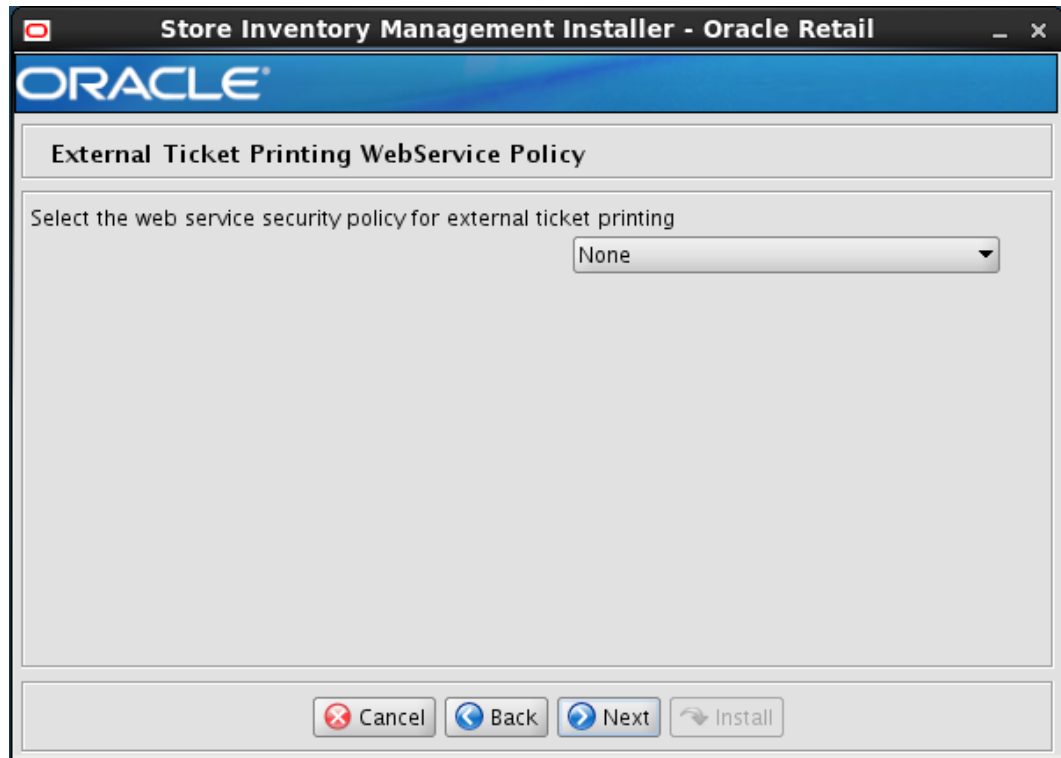 Store Inventory Management Installer - Oracle Retail
ORACLE
External Ticket Printing WebService Policy
Select the web service security policy for external ticket printing
None
Cancel Back Next Install